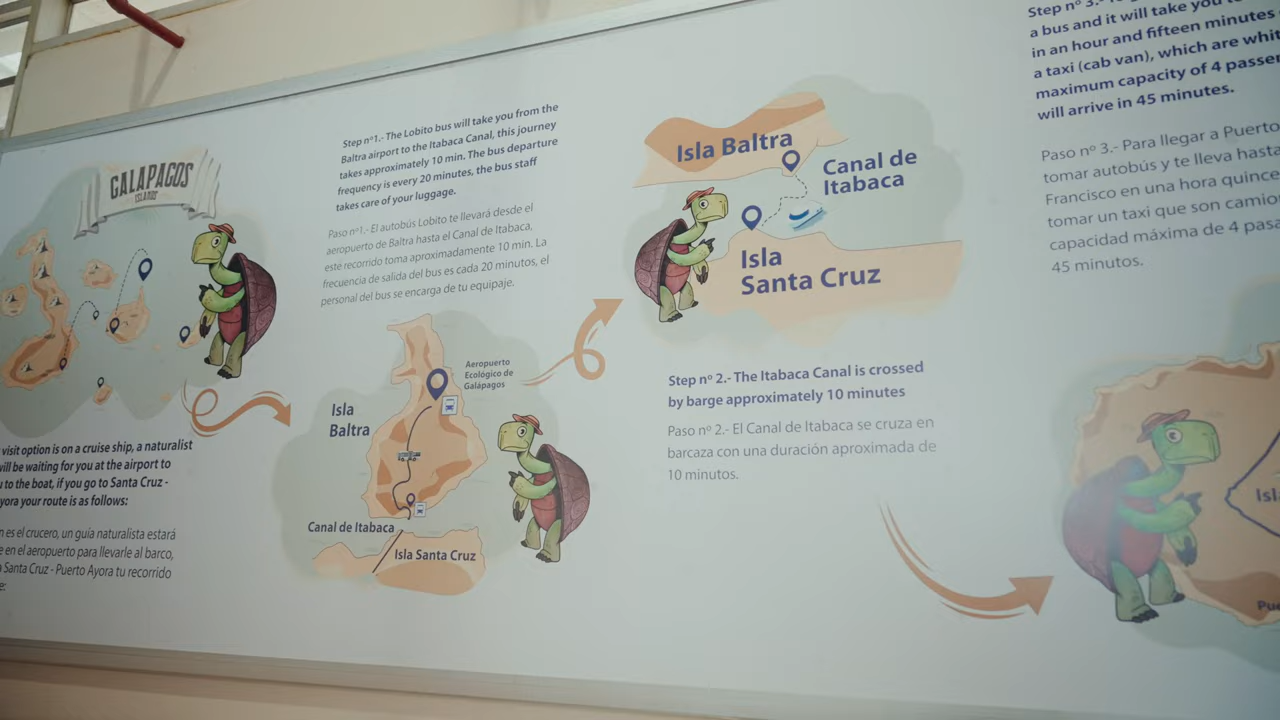 GALAPAGOS
ISLANDS
visit option is on a cruise ship, a naturalist
will be waiting for you at the airport to
to the boat, if you go to Santa Cruz -
your route is as follows:
es el crucero, un guía naturalista estará
en el aeropuerto para llevarle al barco,
Santa Cruz - Puerto Ayora tu recorrido
Step nº1.- The Lobito bus will take you from the
Baltra airport to the Itabaca Canal, this journey
takes approximately 10 min. The bus departure
frequency is every 20 minutes, the bus staff
takes care of your luggage.
Paso nº1.- El autobús Lobito te llevará desde el
aeropuerto de Baltra hasta el Canal de Itabaca,
este recorrido toma aproximadamente 10 min. La
frecuencia de salida del bus es cada 20 minutos, el
personal del bus se encarga de tu equipaje.
Aeropuerto
Ecológico de
Galápagos
Isla
Baltra
Canal de Itabaca
Isla Santa Cruz
Isla Baltra
Canal de
Itabaca
Isla
Santa Cruz
Step nº 2.- The Itabaca Canal is crossed
by barge approximately 10 minutes
Paso nº 2.- El Canal de Itabaca se cruza en
barcaza con una duración aproximada de
10 minutos.
Step nº 3.-
a bus and it will take you to
in an hour and fifteen minutes
a taxi (cab van), which are
maximum capacity of 4
will arrive in 45 minutes.
Paso nº 3.- Para llegar a Puerto
tomar autobús y te lleva hasta
Francisco en una hora quince
tomar un taxi que son
capacidad máxima de 4
45 minutos.